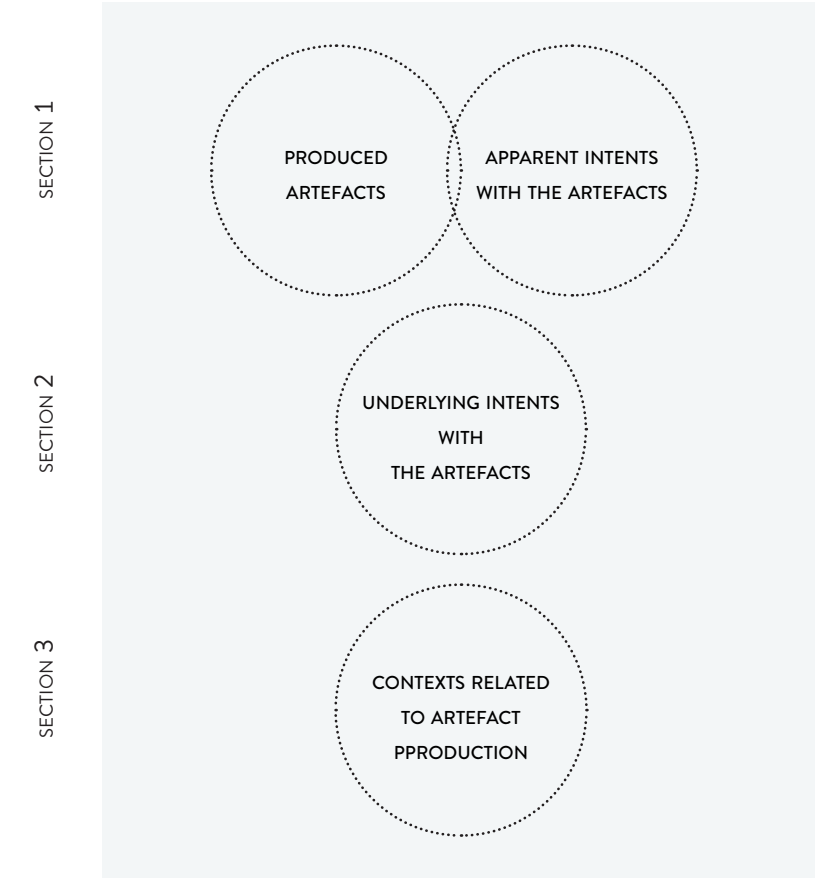 SECTION 1
PRODUCED
ARTEFACTS
APPARENT INTENTS
WITH THE ARTEFACTS
SECTION 2
UNDERLYING INTENTS
WITH
THE ARTEFACTS
SECTION 3
CONTEXTS RELATED
TO ARTEFACT
PPRODUCTION